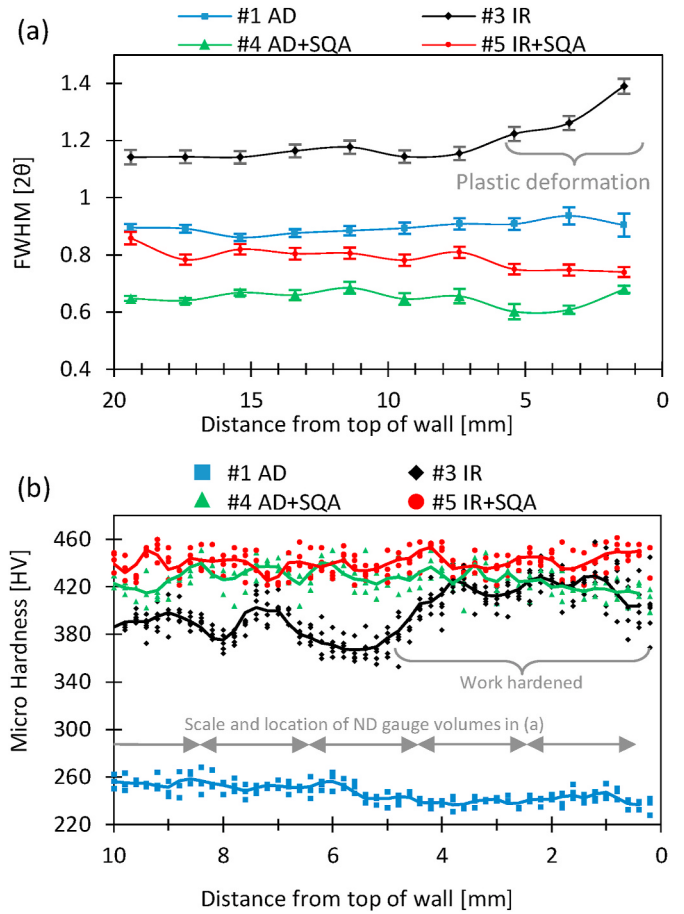 (a)
#1 AD
#3 IR
#4 AD+SQA
#5 IR+SQA
1.4
1.2
1
0.8
0.6
0.4
FWHM [2θ]
Plastic deformation
20
15
10
5
0
Distance from top of wall [mm]
(b)
#1 AD
#3 IR
#4 AD+SQA
#5 IR+SQA
460
420
380
340
300
260
220
Micro Hardness [HV]
Work hardened
Scale and location of ND gauge volumes in (a)
10
8
6
4
2
0
Distance from top of wall [mm]